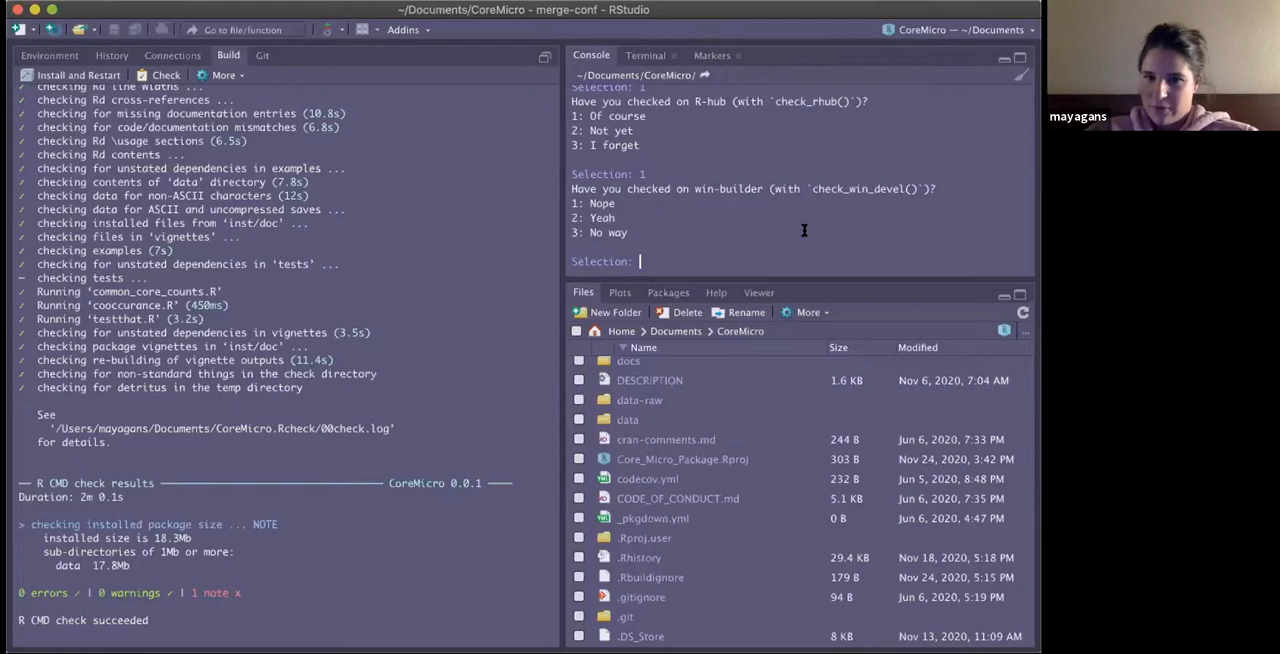 ~/Documents/CoreMicro - merge-conf - RStudio
Go to file/function
Addins
CoreMicro — ~/Documents
Environment
History
Connections
Build
Git
Install and Restart
Check
More
✓ checking Rd line widths ...
✓ checking Rd cross-references ...
✓ checking for missing documentation entries (10.8s)
✓ checking for code/documentation mismatches (6.8s)
✓ checking Rd \usage sections (6.5s)
✓ checking Rd contents ...
✓ checking for unstated dependencies in examples ...
✓ checking contents of ‘data’ directory (7.8s)
✓ checking data for non-ASCII characters (12s)
✓ checking data for ASCII and uncompressed saves ...
✓ checking installed files from ‘inst/doc’ ...
✓ checking files in ‘vignettes’ ...
✓ checking examples (7s)
✓ checking for unstated dependencies in ‘tests’ ...
— checking tests ...
✓ Running ‘common_core_counts.R’
✓ Running ‘cooccurance.R’ (450ms)
✓ Running ‘testthat.R’ (3.2s)
✓ checking for unstated dependencies in vignettes (3.5s)
✓ checking package vignettes in ‘inst/doc’ ...
✓ checking re-building of vignette outputs (11.4s)
✓ checking for non-standard things in the check directory
✓ checking for detritus in the temp directory
See
‘/Users/mayagans/Documents/CoreMicro.Rcheck/00check.log’
for details.
— R CMD check results —— CoreMicro 0.0.1 ——
Duration: 2m 0.1s
> checking installed package size ... NOTE
installed size is 18.3Mb
sub-directories of 1Mb or more:
data 17.8Mb
0 errors ✓ | 0 warnings ✓ | 1 note x
R CMD check succeeded
Console
Terminal
Markers
~/Documents/CoreMicro/
Selection: 1
Have you checked on R-hub (with `check_rhub()`)?
1: Of course
2: Not yet
3: I forget
Selection: 1
Have you checked on win-builder (with `check_win_devel()`)?
1: Nope
2: Yeah
3: No way
Selection:
Files
Plots
Packages
Help
Viewer
New Folder
Delete
Rename
More
Home
Documents
CoreMicro
Name Size Modified
docs
DESCRIPTION 1.6 KB Nov 6, 2020, 7:04 AM
data-raw
data
cran-comments.md 244 B Jun 6, 2020, 7:33 PM
Core_Micro_Package.Rproj 303 B Nov 24, 2020, 3:42 PM
codecov.yml 232 B Jun 5, 2020, 8:48 PM
CODE_OF_CONDUCT.md 5.1 KB Jun 6, 2020, 7:35 PM
_pkgdown.yml 0 B Jun 6, 2020, 4:47 PM
.Rproj.user
.Rhistory 29.4 KB Nov 18, 2020, 5:18 PM
.Rbuildignore 179 B Nov 24, 2020, 5:15 PM
.gitignore 94 B Jun 6, 2020, 5:19 PM
.git
.DS_Store 8 KB Nov 13, 2020, 11:09 AM
mayagans